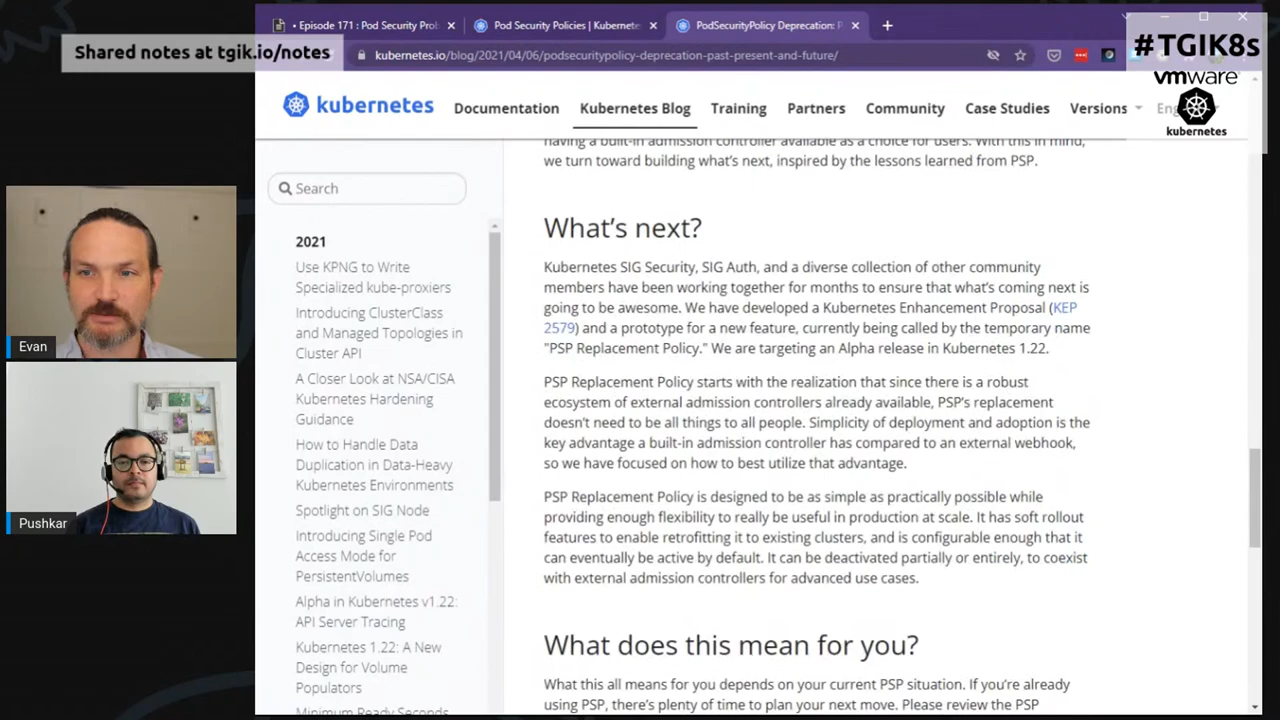 • Episode 171 : Pod Security Pro
Pod Security Policies | Kubernete
PodSecurityPolicy Deprecation: P
Shared notes at tgik.io/notes
kubernetes.io/blog/2021/04/06/podsecuritypolicy-deprecation-past-present-and-future/
#TGIK8s
vmware
kubernetes
kubernetes
Documentation
Kubernetes Blog
Training
Partners
Community
Case Studies
Versions
Search
2021
Use KPNG to Write
Specialized kube-proxiers
Introducing ClusterClass
and Managed Topologies in
Cluster API
A Closer Look at NSA/CISA
Kubernetes Hardening
Guidance
How to Handle Data
Duplication in Data-Heavy
Kubernetes Environments
Spotlight on SIG Node
Introducing Single Pod
Access Mode for
PersistentVolumes
Alpha in Kubernetes v1.22:
API Server Tracing
Kubernetes 1.22: A New
Design for Volume
Populators
Minimum Ready Seconds
having a built-in admission controller available as a choice for users. With this in mind,
we turn toward building what's next, inspired by the lessons learned from PSP.
What's next?
Kubernetes SIG Security, SIG Auth, and a diverse collection of other community
members have been working together for months to ensure that what's coming next is
going to be awesome. We have developed a Kubernetes Enhancement Proposal (KEP
2579) and a prototype for a new feature, currently being called by the temporary name
"PSP Replacement Policy." We are targeting an Alpha release in Kubernetes 1.22.
PSP Replacement Policy starts with the realization that since there is a robust
ecosystem of external admission controllers already available, PSP's replacement
doesn't need to be all things to all people. Simplicity of deployment and adoption is the
key advantage a built-in admission controller has compared to an external webhook,
so we have focused on how to best utilize that advantage.
PSP Replacement Policy is designed to be as simple as practically possible while
providing enough flexibility to really be useful in production at scale. It has soft rollout
features to enable retrofitting it to existing clusters, and is configurable enough that it
can eventually be active by default. It can be deactivated partially or entirely, to coexist
with external admission controllers for advanced use cases.
What does this mean for you?
What this all means for you depends on your current PSP situation. If you're already
using PSP, there's plenty of time to plan your next move. Please review the PSP
Evan
Pushkar